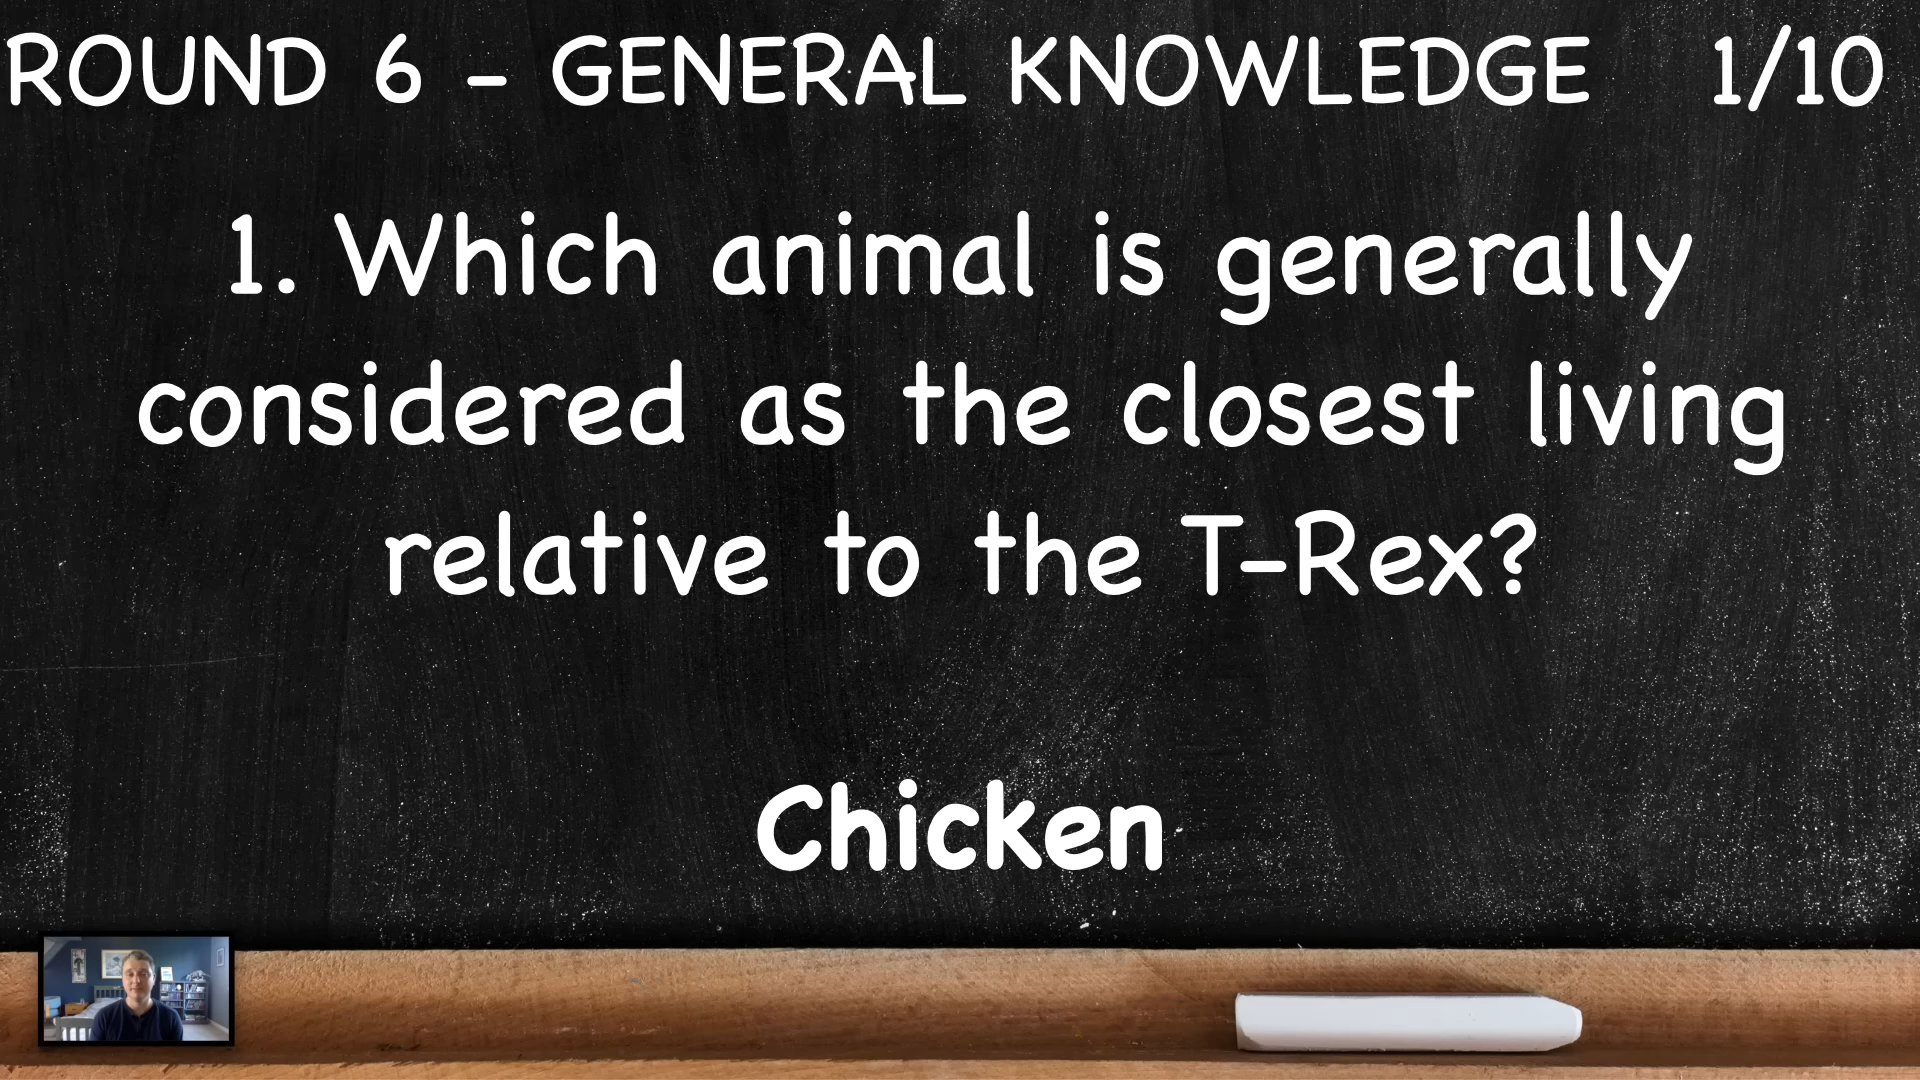 ROUND 6 - GENERAL KNOWLEDGE 1/10
1. Which animal is generally
considered as the closest living
relative to the T-Rex?
Chicken